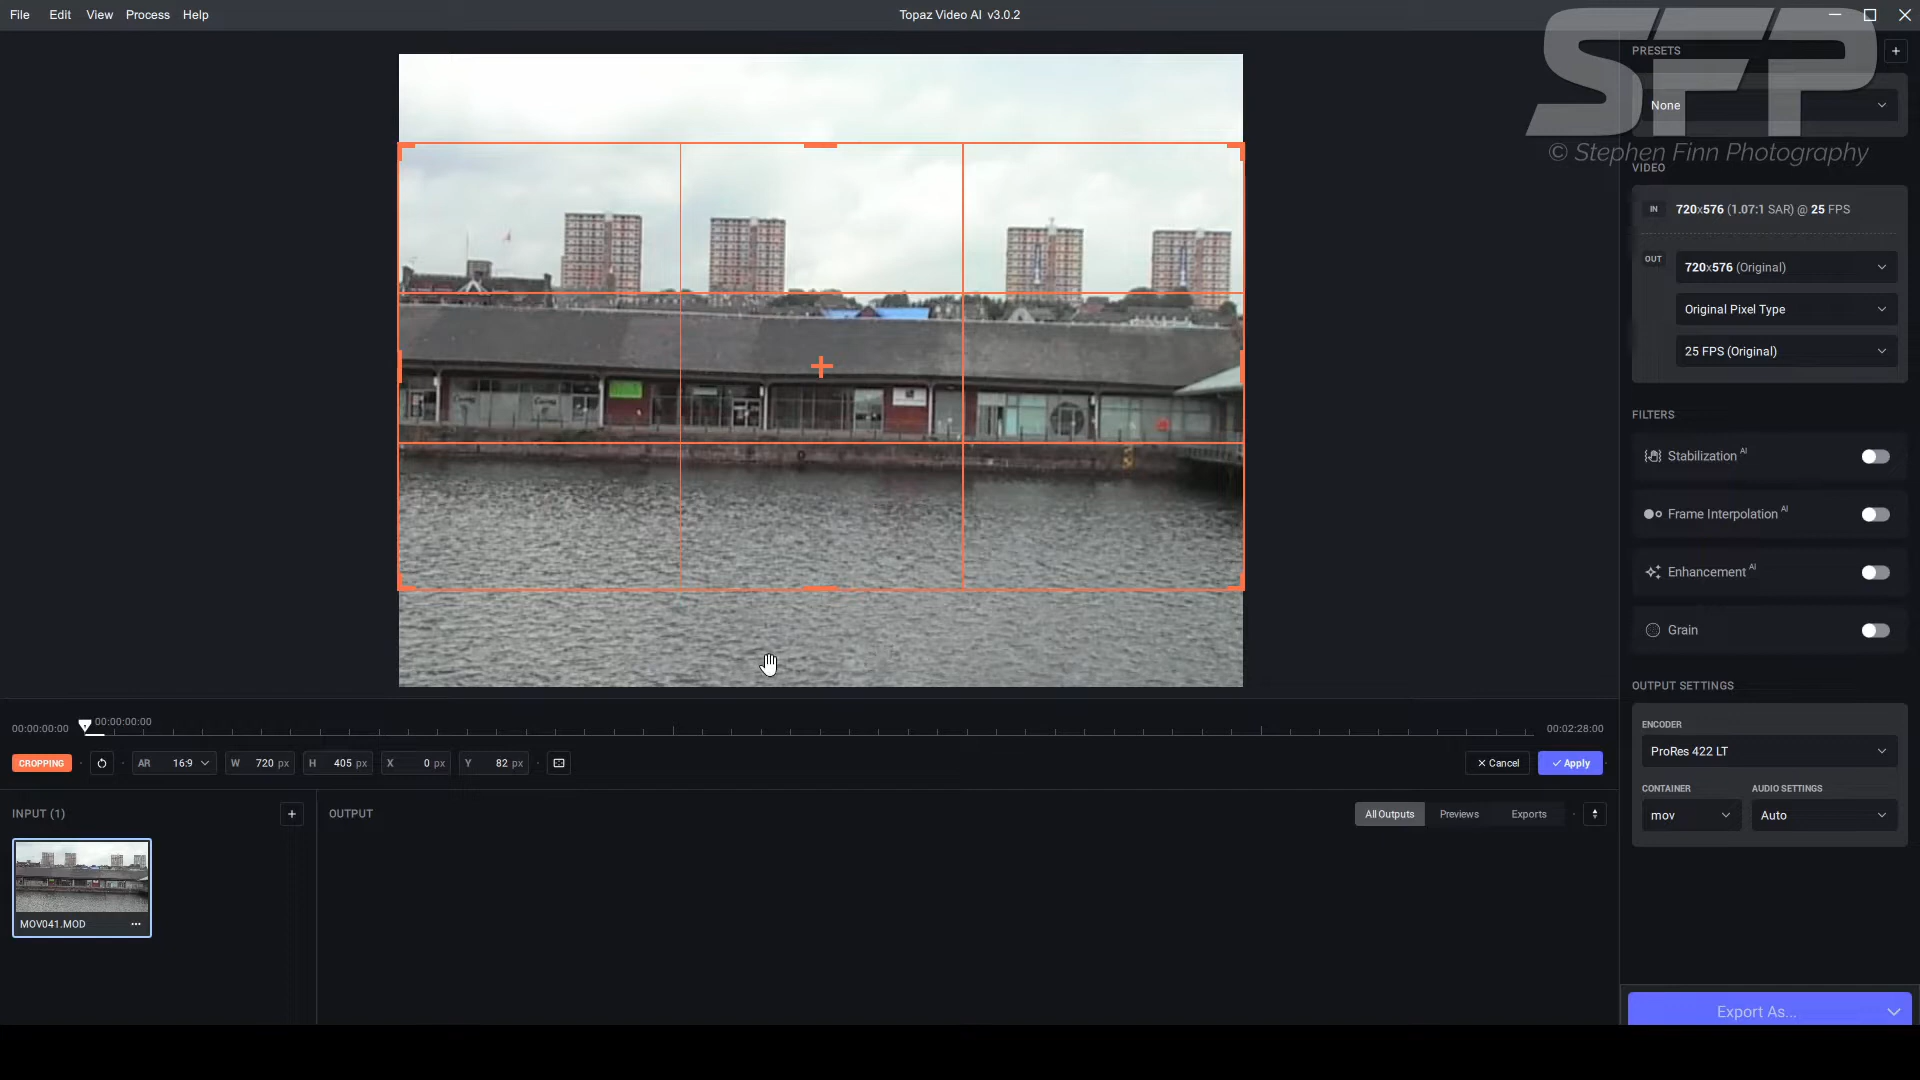 File Edit View Process Help
Topaz Video AI v3.0.2
SFP
© Stephen Finn Photography
PRESETS
None
VIDEO
IN 720x576 (1.07:1 SAR) @ 25 FPS
OUT 720x576 (Original)
Original Pixel Type
25 FPS (Original)
FILTERS
Stabilization AI
Frame Interpolation AI
Enhancement AI
Grain
OUTPUT SETTINGS
ENCODER
ProRes 422 LT
CONTAINER AUDIO SETTINGS
mov Auto
Export As...
00:00:00:00 00:00:00:00 00:02:28:00
CROPPING AR 16:9 W 720 px H 405 px X 0 px Y 82 px Cancel Apply
INPUT (1) OUTPUT All Outputs Previews Exports
MOV041.MOD